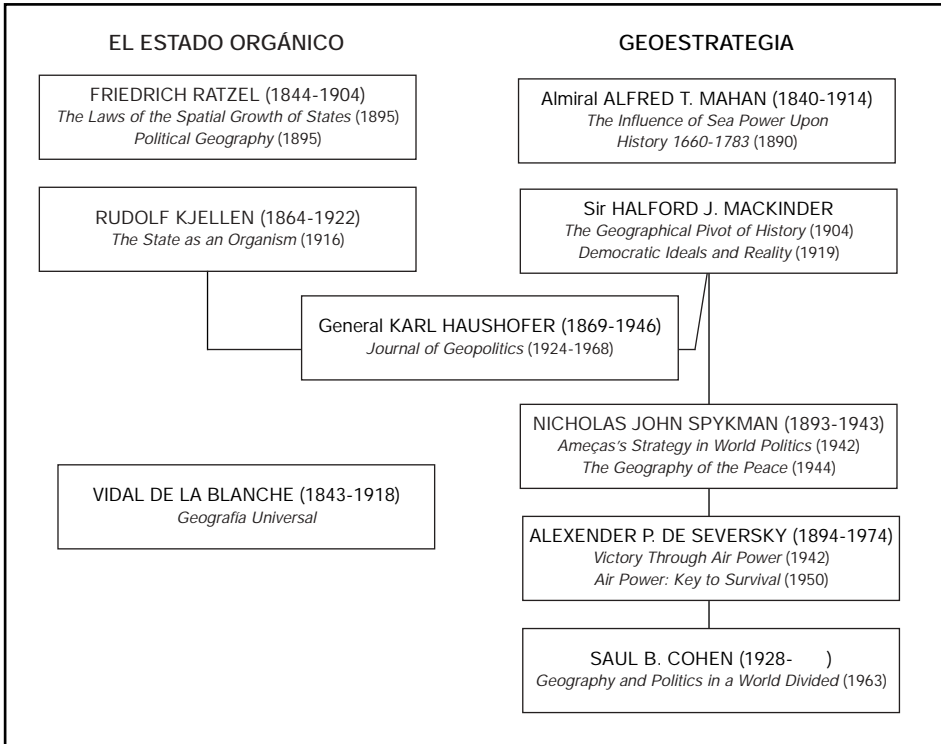 EL ESTADO ORGÁNICO
FRIEDRICH RATZEL (1844-1904)
The Laws of the Spatial Growth of States (1895)
Political Geography (1895)
RUDOLF KJELLEN (1864-1922)
The State as an Organism (1916)
GEOESTRATEGIA
Almiral ALFRED T. MAHAN (1840-1914)
The Influence of Sea Power Upon
History 1660-1783 (1890)
Sir HALFORD J. MACKINDER
The Geographical Pivot of History (1904)
Democratic Ideals and Reality (1919)
General KARL HAUSHOFER (1869-1946)
Journal of Geopolitics (1924-1968)
NICHOLAS JOHN SPYKMAN (1893-1943)
Ameças's Strategy in World Politics (1942)
The Geography of the Peace (1944)
VIDAL DE LA BLANCHE (1843-1918)
Geografía Universal
ALEXENDER P. DE SEVERSKY (1894-1974)
Victory Through Air Power (1942)
Air Power: Key to Survival (1950)
SAUL B. COHEN (1928- )
Geography and Politics in a World Divided (1963)